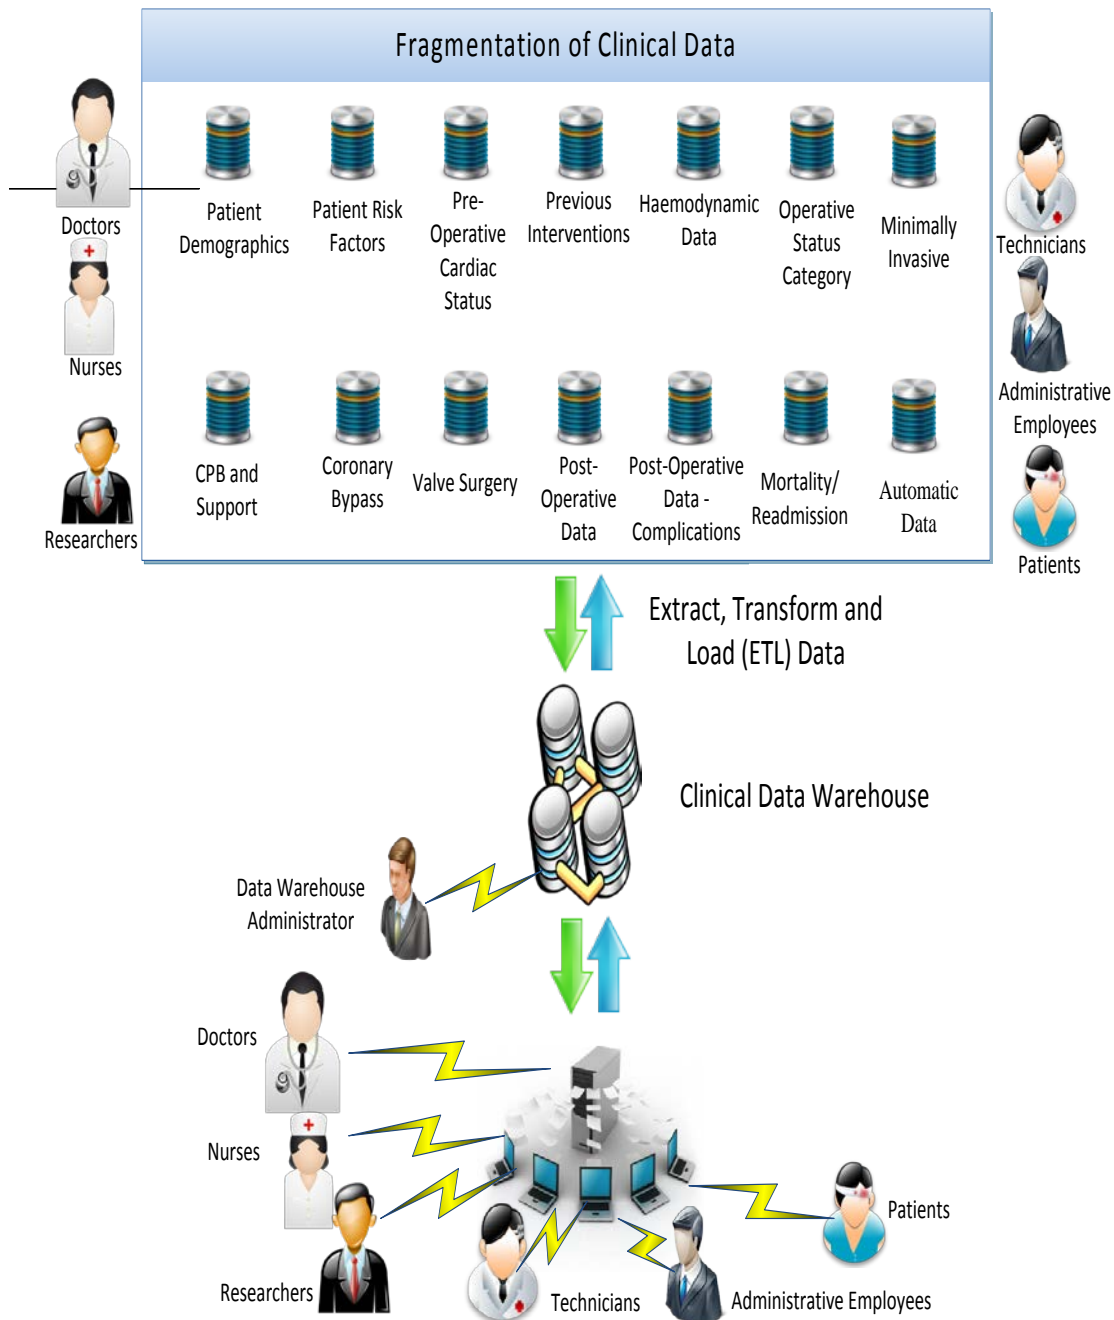 Fragmentation of Clinical Data
Doctors
Nurses
Researchers
Patient
Demographics
Patient Risk
Factors
Pre-
Operative
Cardiac
Status
Previous
Interventions
Haemodynamic
Data
Operative
Status
Category
Minimally
Invasive
CPB and
Support
Coronary
Bypass
Valve Surgery
Post-
Operative
Data
Post-Operative
Data -
Complications
Mortality/
Readmission
Automatic
Data
Technicians
Administrative
Employees
Patients
Extract, Transform and
Load (ETL) Data
Clinical Data Warehouse
Data Warehouse
Administrator
Doctors
Nurses
Researchers
Technicians
Administrative Employees
Patients